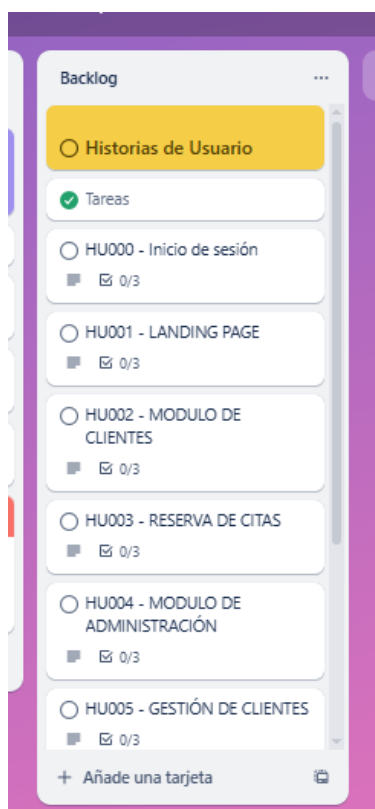 Backlog
Historias de Usuario
Tareas
HU000 - Inicio de sesión
0/3
HU001 - LANDING PAGE
0/3
HU002 - MODULO DE
CLIENTES
0/3
HU003 - RESERVA DE CITAS
0/3
HU004 - MODULO DE
ADMINISTRACIÓN
0/3
HU005 - GESTIÓN DE CLIENTES
0/3
+ Añade una tarjeta